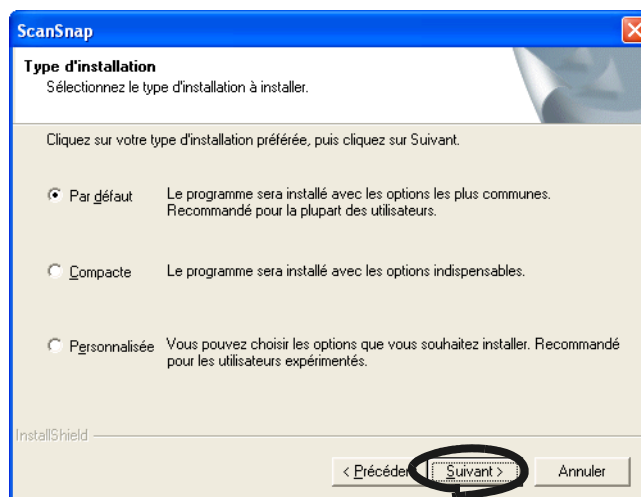 ScanSnap
Type d'installation
Sélectionnez le type d'installation à installer.
Cliquez sur votre type d'installation préférée, puis cliquez sur Suivant.
Par défaut
Le programme sera installé avec les options les plus communes.
Recommandé pour la plupart des utilisateurs.
Compacte
Le programme sera installé avec les options indispensables.
Personnalisée
Vous pouvez choisir les options que vous souhaitez installer. Recommandé
pour les utilisateurs expérimentés.
InstallShield
< Précéden
Suivant >
Annuler